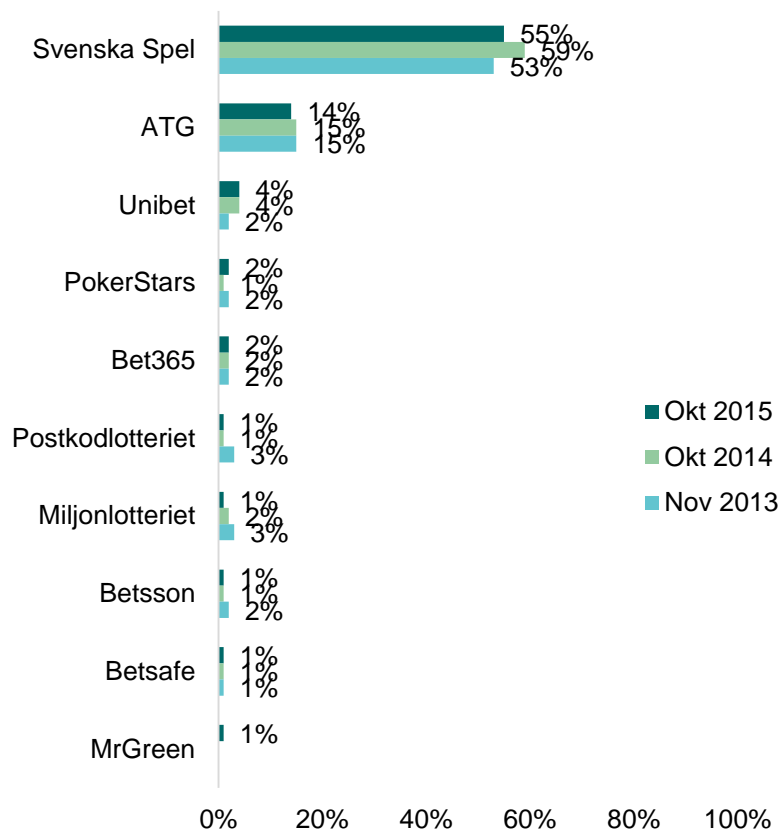 Svenska Spel
55%
59%
53%
ATG
14%
15%
15%
Unibet
4%
4%
2%
PokerStars
2%
1%
2%
Bet365
2%
2%
2%
Postkodlotteriet
1%
1%
3%
Miljonlotteriet
1%
2%
3%
Betsson
1%
1%
2%
Betsafe
1%
1%
1%
MrGreen
1%
Okt 2015
Okt 2014
Nov 2013
0% 20% 40% 60% 80% 100%